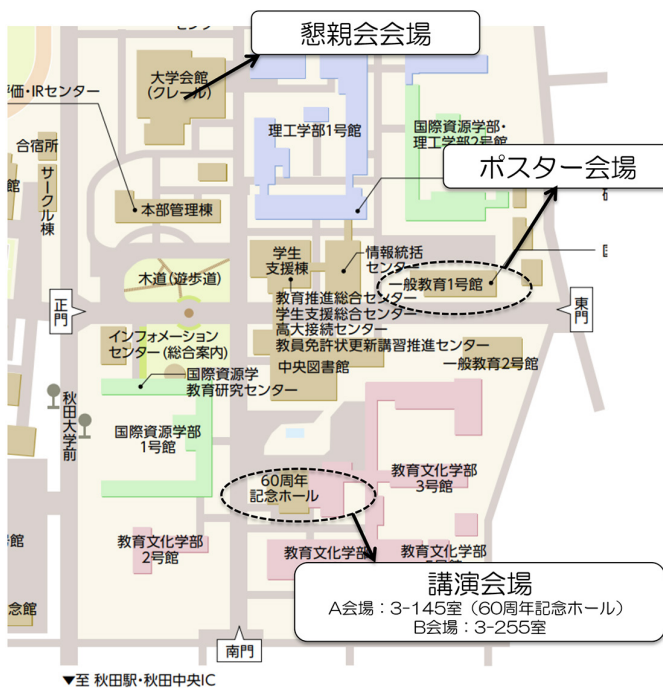 懇親会会場
大学会館
(クレール)
価・IRセンター
理工学部1号館
国際資源学部・
理工学部2号館
合宿所
サークル棟
ポスター会場
本部管理棟
学生
支援棟
情報統括
センター
一般教育1号館
木道(遊歩道)
教育推進総合センター
学生支援総合センター
高大接続センター
教員免許状更新講習推進センター
正門
東門
インフォメーション
センター(総合案内)
中央図書館
一般教育2号館
国際資源学
教育研究センター
秋田大学前
国際資源学部
1号館
60周年
記念ホール
教育文化学部
3号館
教育文化学部
2号館
教育文化学部
教育文化学部
号館
念館
講演会場
A会場：3-145室（60周年記念ホール）
B会場：3-255室
南門
▼至 秋田駅・秋田中央IC